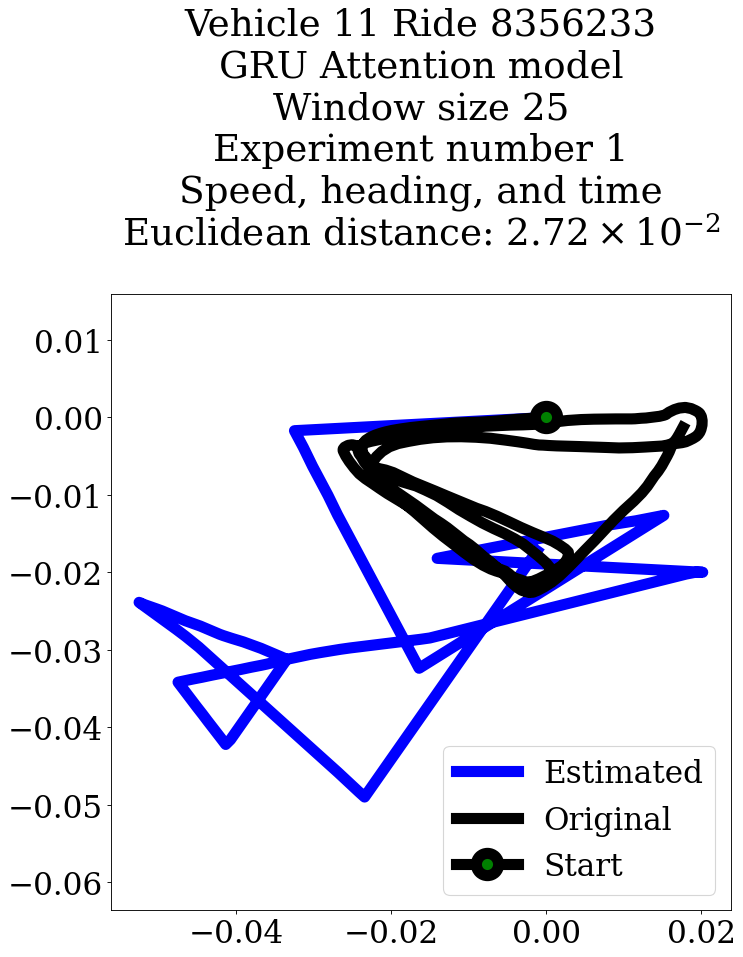 Vehicle 11 Ride 8356233
GRU Attention model
Window size 25
Experiment number 1
Speed, heading, and time
Euclidean distance: 2.72 × 10⁻²
0.01
0.00
−0.01
−0.02
−0.03
−0.04
−0.05
−0.06
Estimated
Original
Start
−0.04 −0.02 0.00 0.02